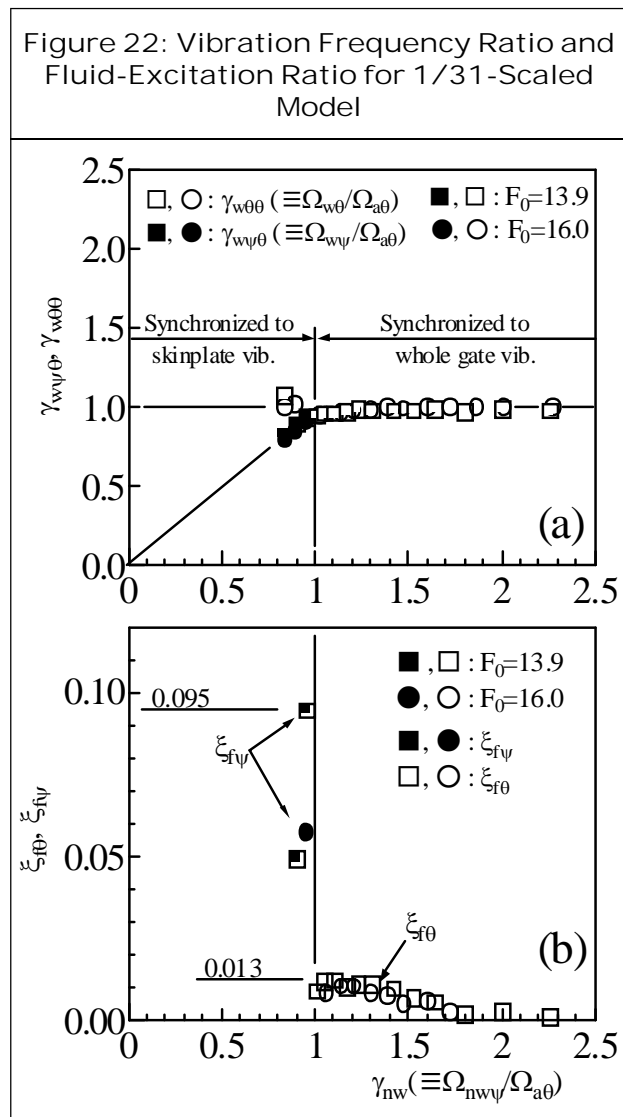 Figure 22: Vibration Frequency Ratio and
Fluid-Excitation Ratio for 1/31-Scaled
Model
2.5
□, ○ : γwθθ (≡Ωwθ/Ωaθ)
■, □ : F0=13.9
■, ● : γwψθ (≡Ωwψ/Ωaθ)
●, ○ : F0=16.0
2.0
1.5
Synchronized to
skinplate vib.
Synchronized to
whole gate vib.
γwψθ, γwθθ
1.0
0.5
(a)
0.0
0 0.5 1 1.5 2 2.5
■, □ : F0=13.9
●, ○ : F0=16.0
■, ● : ξfψ
□, ○ : ξfθ
0.10
0.095
ξfψ
ξfθ, ξfψ
0.05
ξfθ
(b)
0.013
0.00
0 0.5 1 1.5 2 2.5
γnw(≡Ωnwψ/Ωaθ)